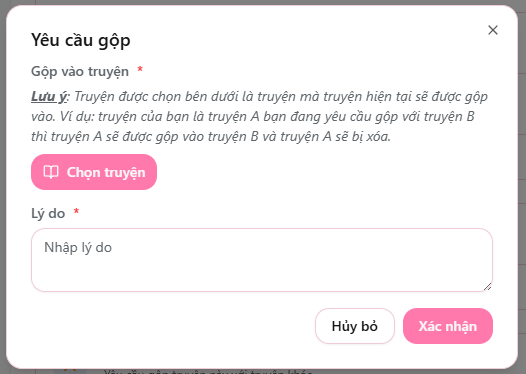 Yêu cầu gộp
Gộp vào truyện *
Lưu ý: Truyện được chọn bên dưới là truyện mà truyện hiện tại sẽ được gộp
vào. Ví dụ: truyện của bạn là truyện A bạn đang yêu cầu gộp với truyện B
thì truyện A sẽ được gộp vào truyện B và truyện A sẽ bị xóa.
Chọn truyện
Lý do *
Nhập lý do
Hủy bỏ
Xác nhận